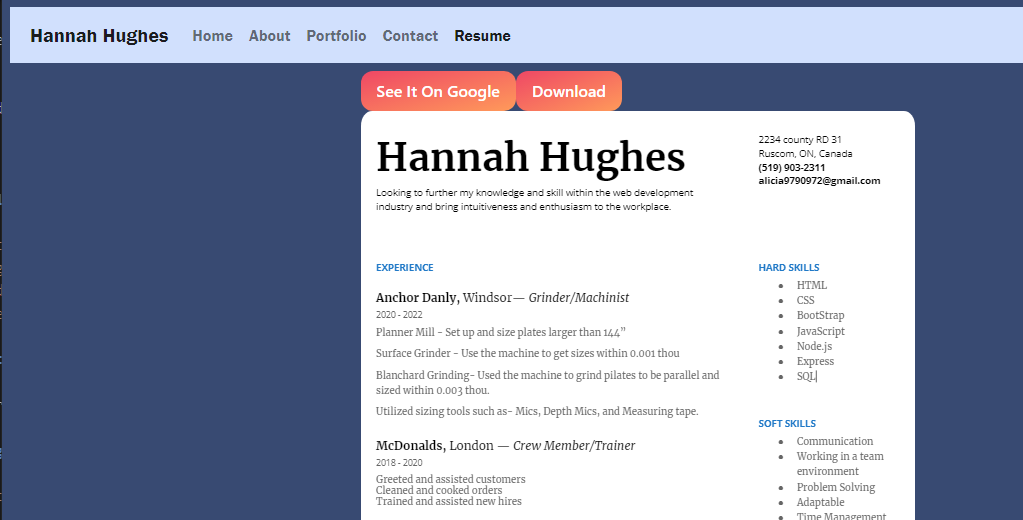 Hannah Hughes Home About Portfolio Contact Resume
See It On Google Download
Hannah Hughes
Looking to further my knowledge and skill within the web development
industry and bring intuitiveness and enthusiasm to the workplace.
2234 county RD 31
Ruscom, ON, Canada
(519) 903-2311
alicia9790972@gmail.com
EXPERIENCE
Anchor Danly, Windsor— Grinder/Machinist
2020 - 2022
Planner Mill - Set up and size plates larger than 144”
Surface Grinder - Use the machine to get sizes within 0.001 thou
Blanchard Grinding- Used the machine to grind pilates to be parallel and
sized within 0.003 thou.
Utilized sizing tools such as- Mics, Depth Mics, and Measuring tape.
McDonalds, London — Crew Member/Trainer
2018 - 2020
Greeted and assisted customers
Cleaned and cooked orders
Trained and assisted new hires
HARD SKILLS
● HTML
● CSS
● BootStrap
● JavaScript
● Node.js
● Express
● SQL
SOFT SKILLS
● Communication
● Working in a team
environment
● Problem Solving
● Adaptable
● Time Management